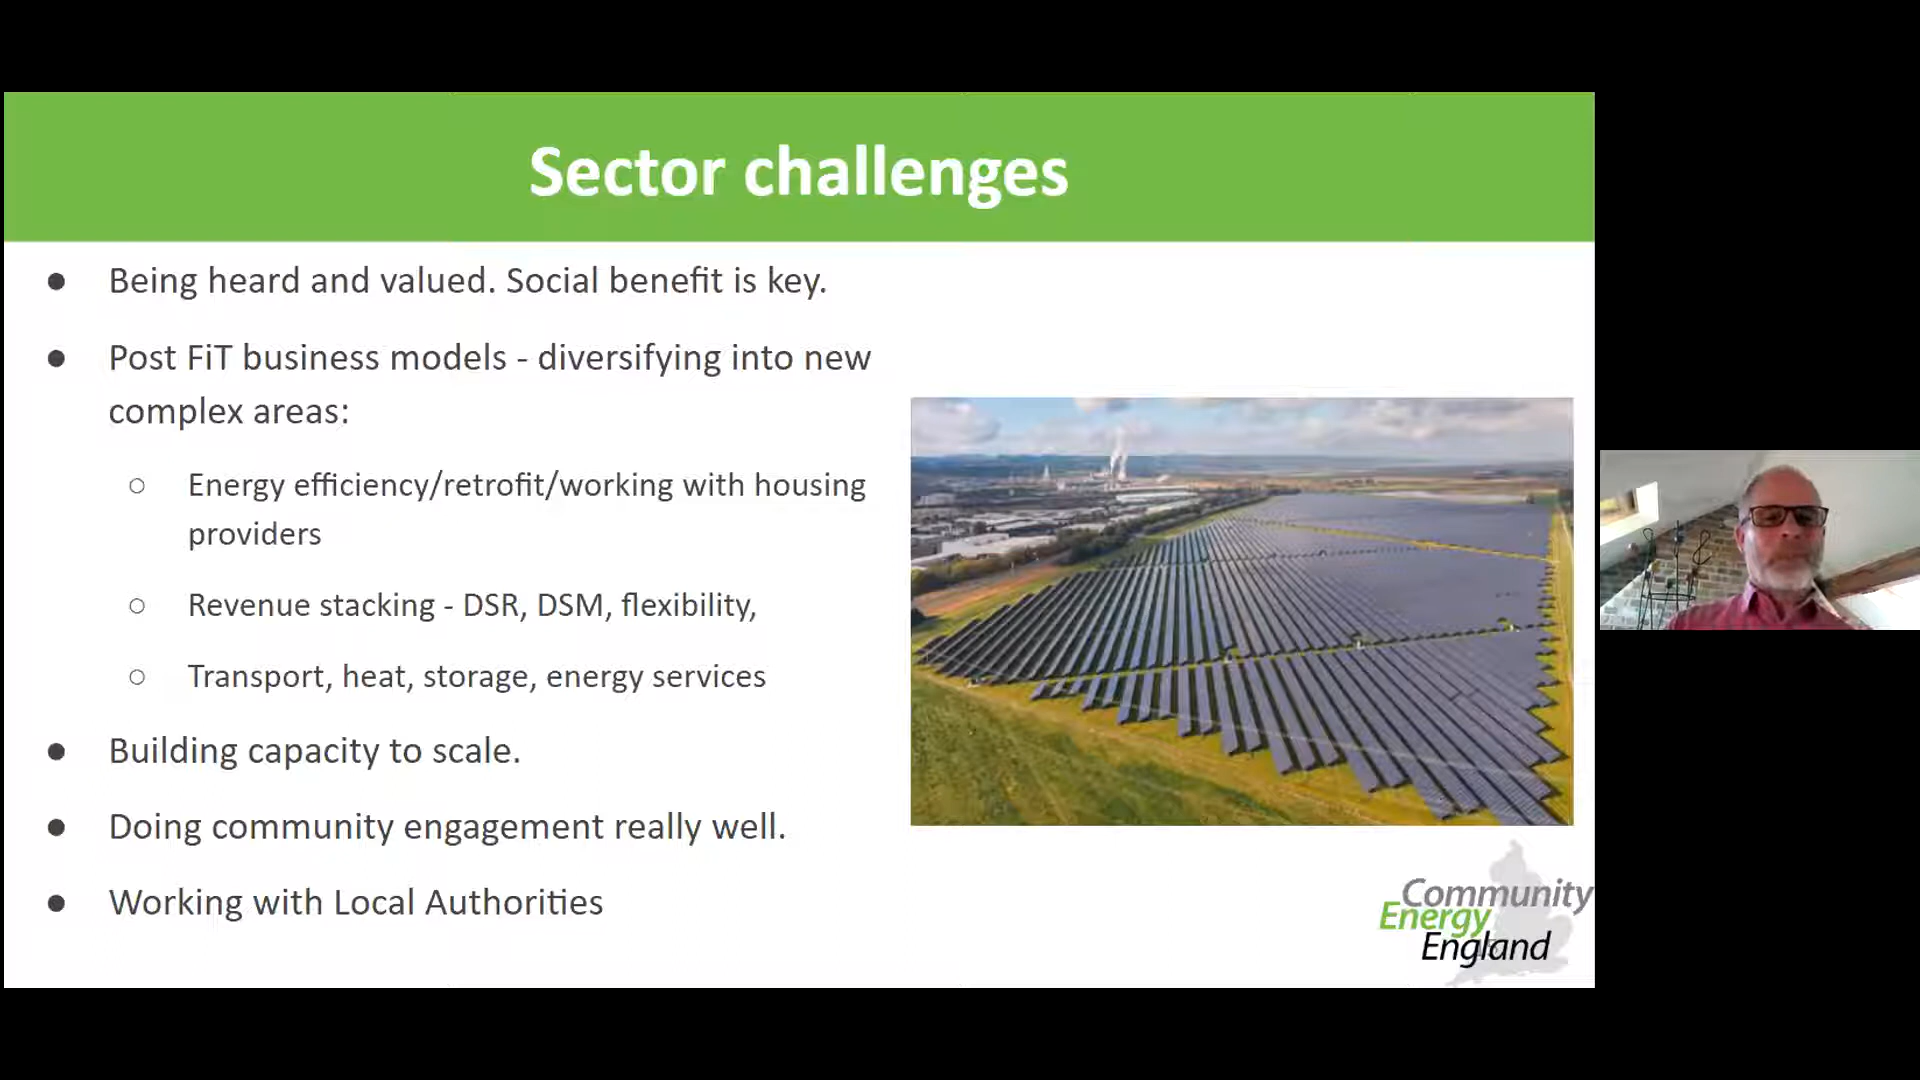 Sector challenges
● Being heard and valued. Social benefit is key.
● Post FiT business models - diversifying into new
complex areas:
○ Energy efficiency/retrofit/working with housing
providers
○ Revenue stacking - DSR, DSM, flexibility,
○ Transport, heat, storage, energy services
● Building capacity to scale.
● Doing community engagement really well.
● Working with Local Authorities
Community
Energy
England